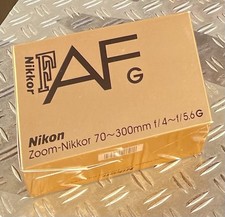 Nikkor
AF
G
Nikon
Zoom-Nikkor 70~300mm f/4~f/5.6G